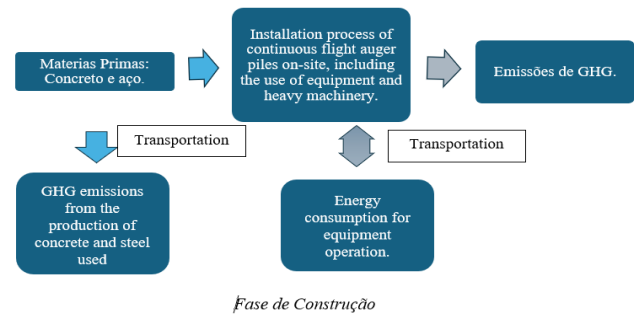 Materias Primas:
Concreto e aço.
Installation process of
continuous flight auger
piles on-site, including
the use of equipment and
heavy machinery.
Emissões de GHG.
Transportation
Transportation
GHG emissions
from the
production of
concrete and steel
used
Energy
consumption for
equipment
operation.
Fase de Construção